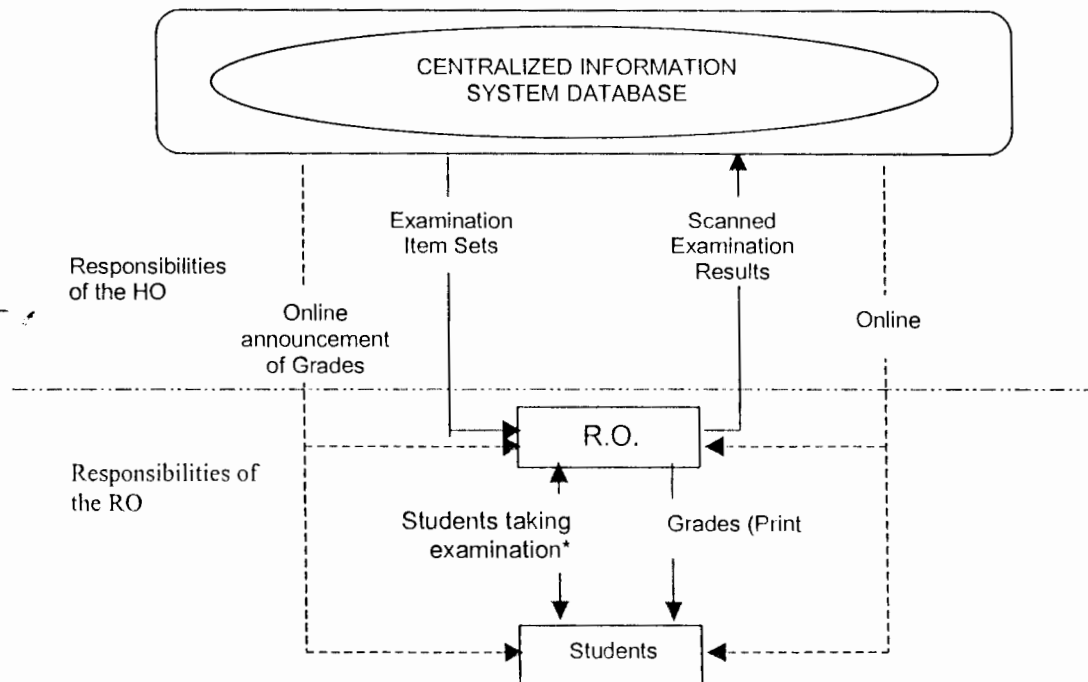 CENTRALIZED INFORMATION
SYSTEM DATABASE
Examination
Item Sets
Scanned
Examination
Results
Responsibilities
of the HO
Online
announcement
of Grades
Online
R.O.
Responsibilities of
the RO
Students taking
examination*
Grades (Print
Students